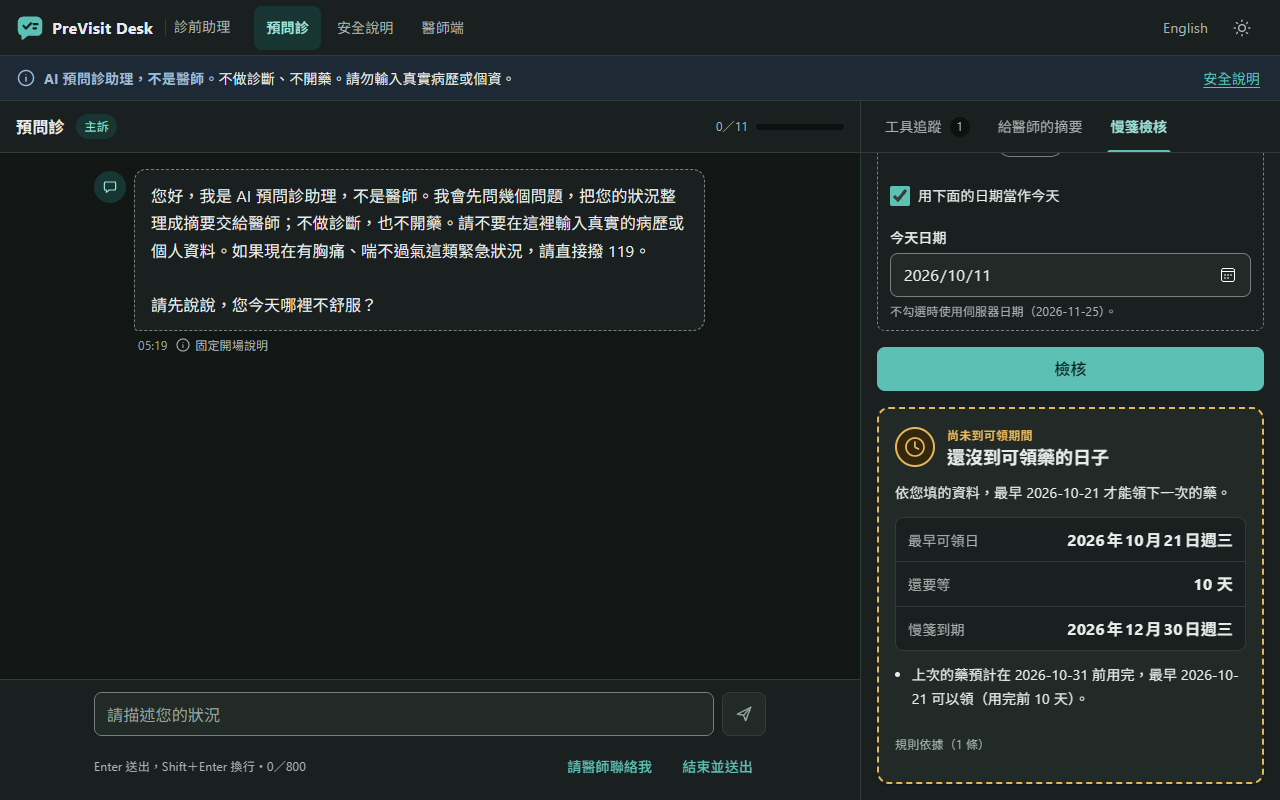 PreVisit Desk 診前助理 預問診 安全說明 醫師端 English
AI 預問診助理，不是醫師。不做診斷、不開藥。請勿輸入真實病歷或個資。 安全說明
預問診 主訴 0／11
工具追蹤 1 給醫師的摘要 慢箋檢核
您好，我是 AI 預問診助理，不是醫師。我會先問幾個問題，把您的狀況整
理成摘要交給醫師；不做診斷，也不開藥。請不要在這裡輸入真實的病歷或
個人資料。如果現在有胸痛、喘不過氣這類緊急狀況，請直接撥 119。
請先說說，您今天哪裡不舒服？
05:19 固定開場說明
請描述您的狀況
Enter 送出，Shift＋Enter 換行・0／800
請醫師聯絡我 結束並送出
用下面的日期當作今天
今天日期
2026/10/11
不勾選時使用伺服器日期（2026-11-25）。
檢核
尚未到可領期間
還沒到可領藥的日子
依您填的資料，最早 2026-10-21 才能領下一次的藥。
最早可領日 2026年10月21日週三
還要等 10 天
慢箋到期 2026年12月30日週三
• 上次的藥預計在 2026-10-31 前用完，最早 2026-10-
21 可以領（用完前 10 天）。
規則依據（1 條）